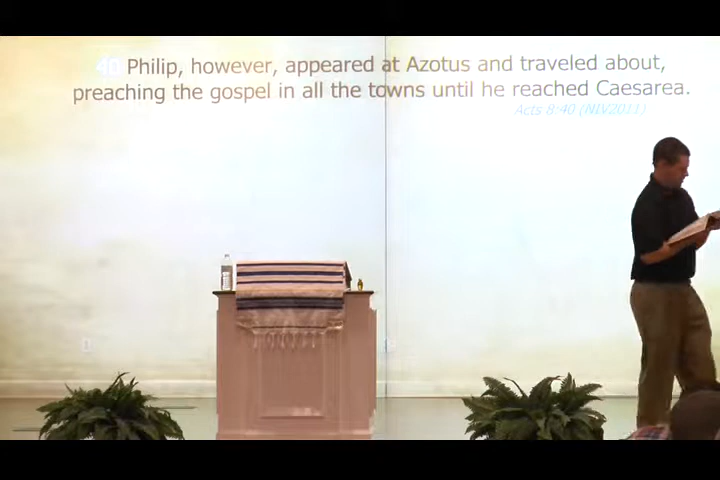 40 Philip, however, appeared at Azotus and traveled about,
preaching the gospel in all the towns until he reached Caesarea.
Acts 8:40 (NIV2011)